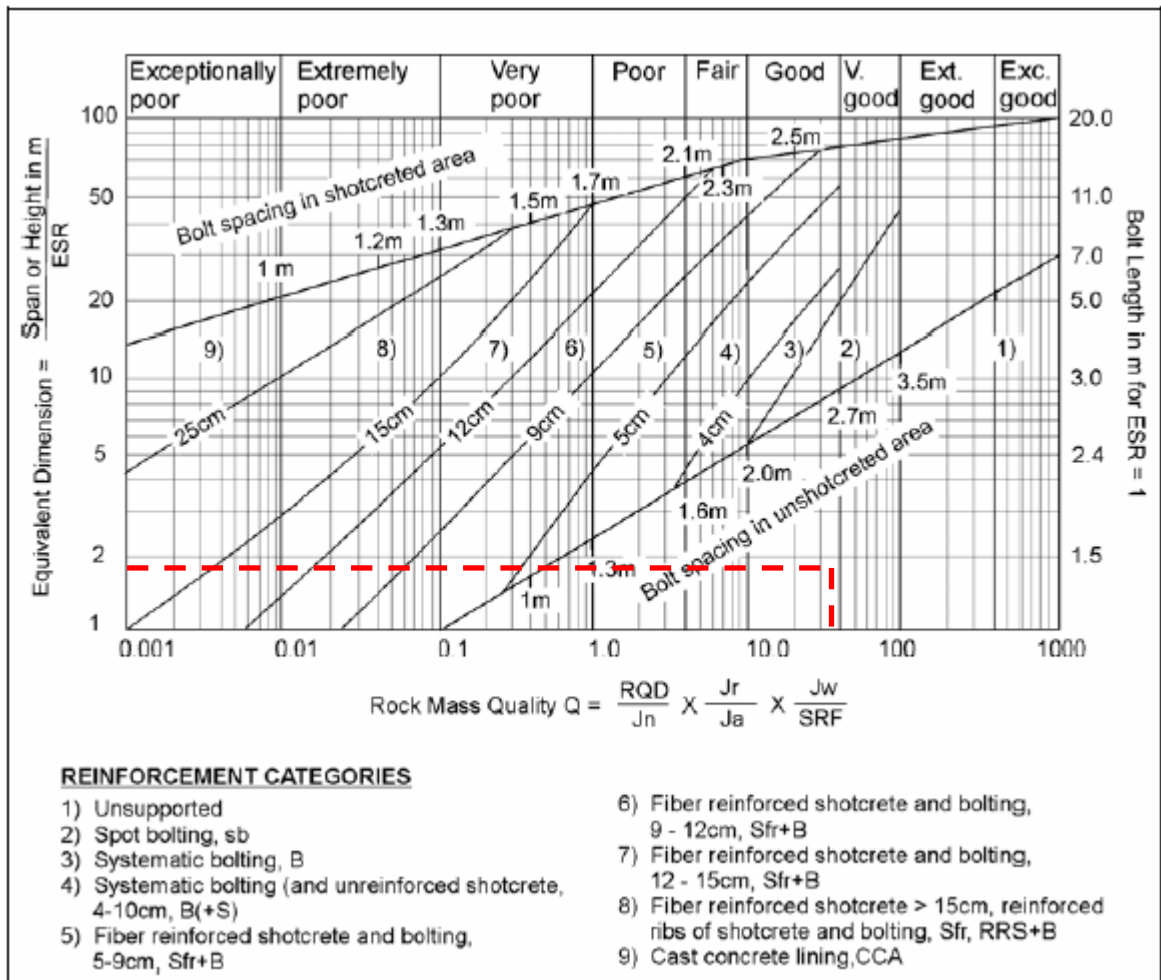 Exceptionally poor
Extremely poor
Very poor
Poor
Fair
Good
V. good
Ext. good
Exc. good
100
50
20
10
5
2
1
Equivalent Dimension = Span or Height in m / ESR
20.0
11.0
7.0
5.0
3.0
2.4
1.5
Bolt Length in m for ESR = 1
Bolt spacing in shotcreted area
1 m
1.2m
1.3m
1.5m
1.7m
2.1m
2.3m
2.5m
9)
8)
7)
6)
5)
4)
3)
2)
1)
25cm
15cm
12cm
9cm
5cm
4cm
3.5m
2.7m
2.0m
1.6m
1.3m
1m
Bolt spacing in unshotcreted area
0.001
0.01
0.1
1.0
10.0
100
1000
Rock Mass Quality Q = RQD/Jn X Jr/Ja X Jw/SRF
REINFORCEMENT CATEGORIES
1) Unsupported
2) Spot bolting, sb
3) Systematic bolting, B
4) Systematic bolting (and unreinforced shotcrete,
4-10cm, B(+S)
5) Fiber reinforced shotcrete and bolting,
5-9cm, Sfr+B
6) Fiber reinforced shotcrete and bolting,
9 - 12cm, Sfr+B
7) Fiber reinforced shotcrete and bolting,
12 - 15cm, Sfr+B
8) Fiber reinforced shotcrete > 15cm, reinforced
ribs of shotcrete and bolting, Sfr, RRS+B
9) Cast concrete lining,CCA